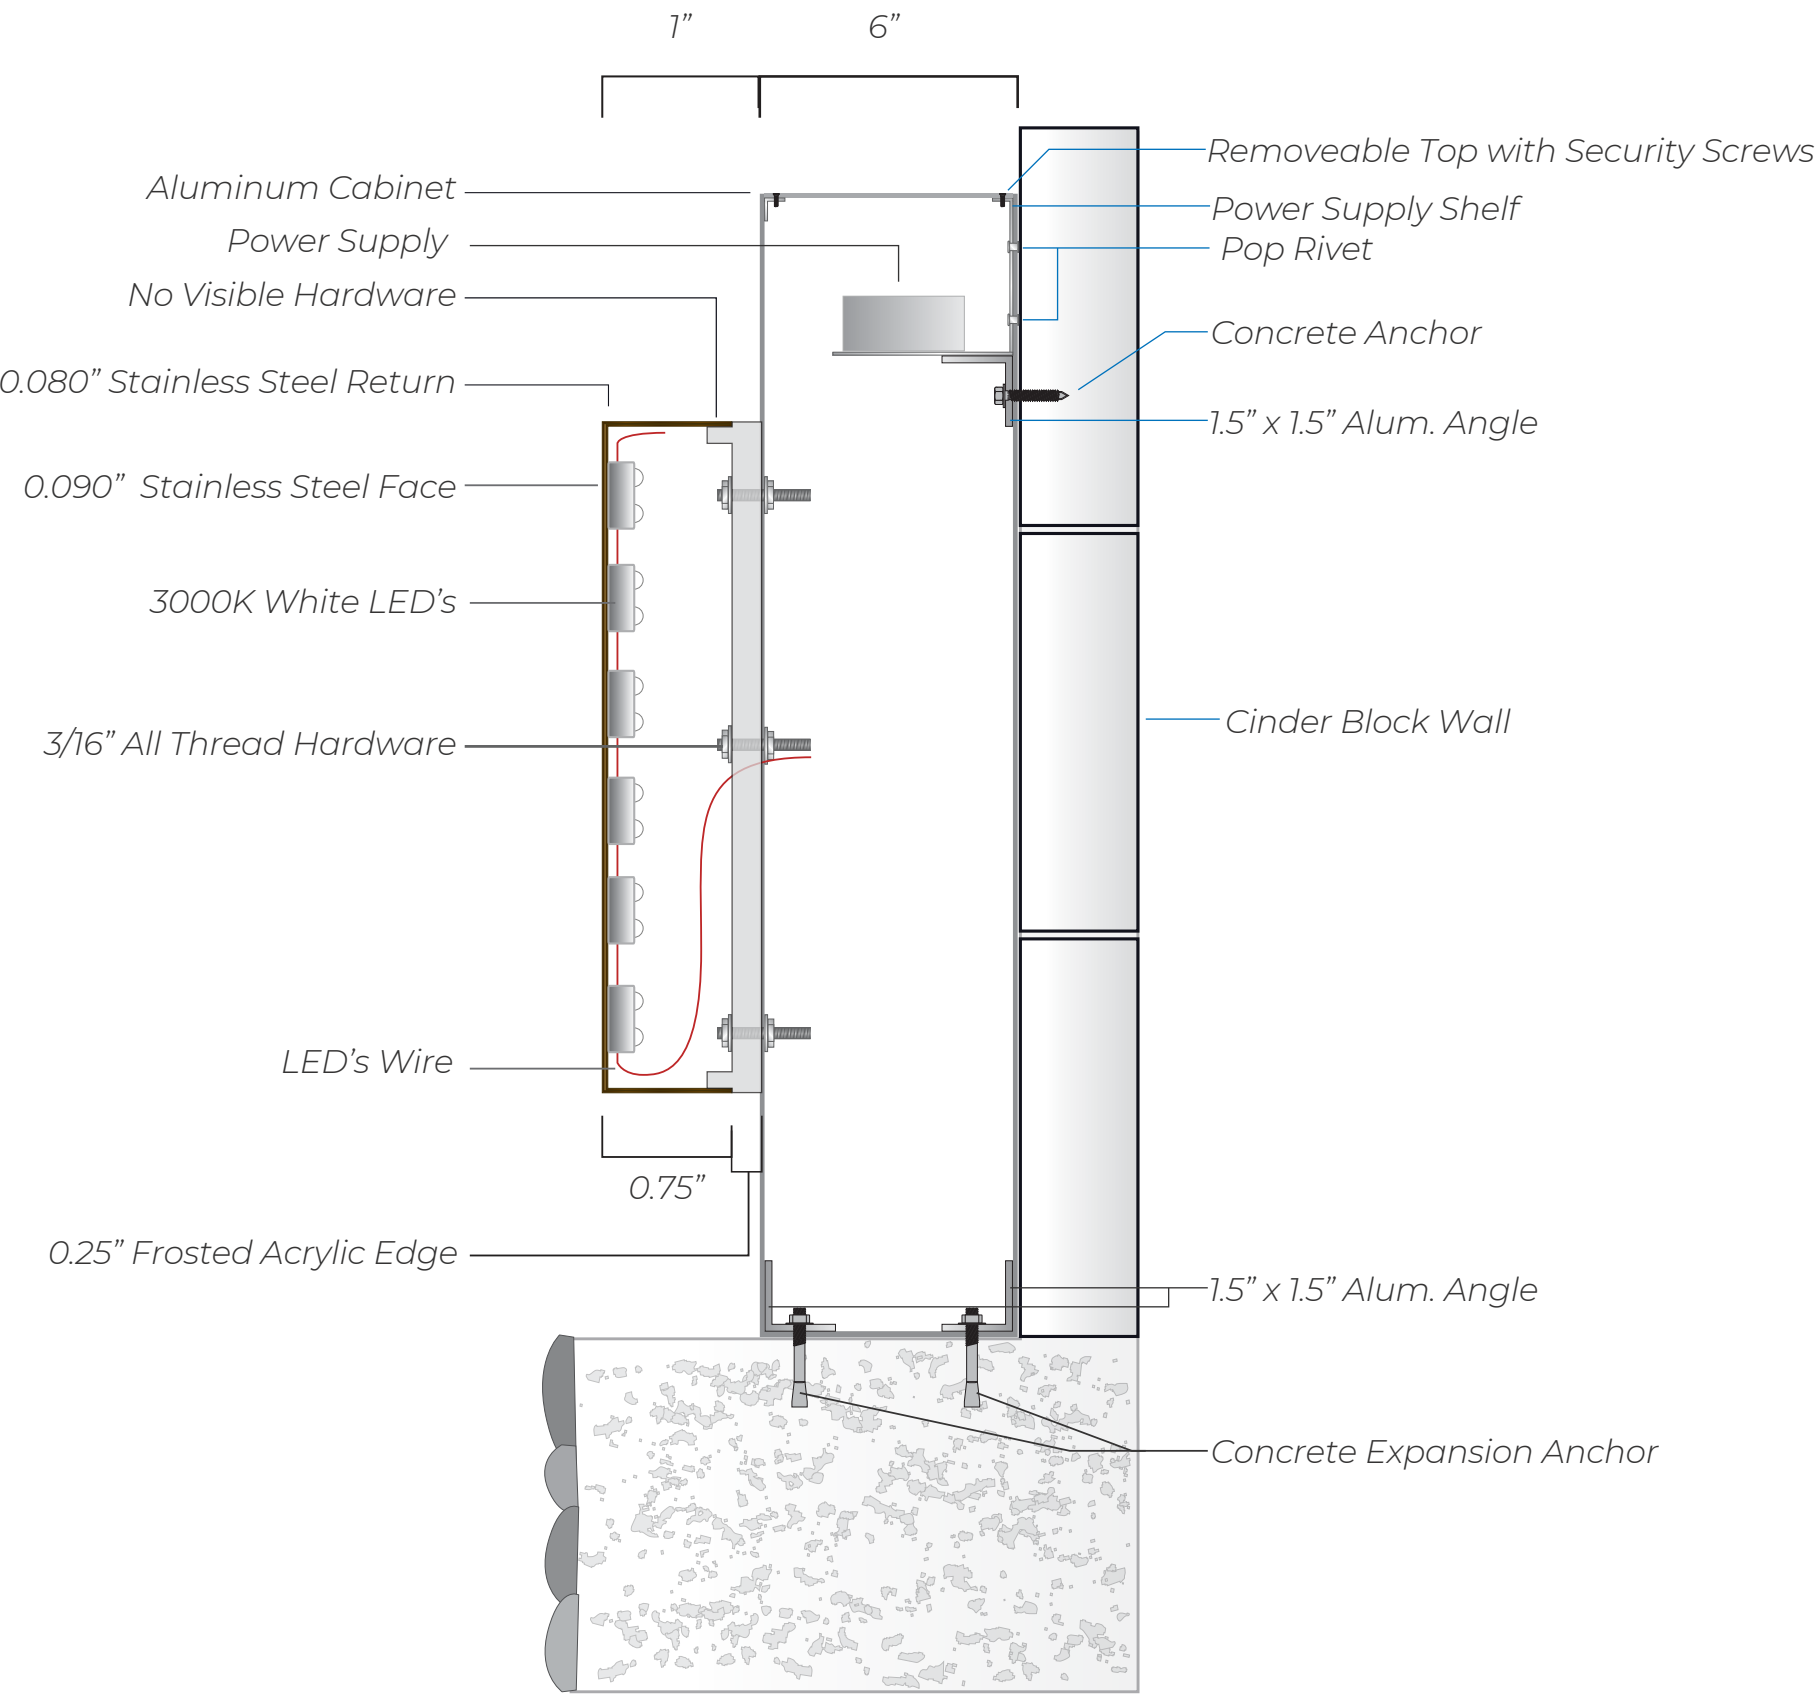 1”
6”
Aluminum Cabinet
Power Supply
No Visible Hardware
0.080” Stainless Steel Return
0.090” Stainless Steel Face
3000K White LED’s
3/16” All Thread Hardware
LED’s Wire
0.75”
0.25” Frosted Acrylic Edge
Removeable Top with Security Screws
Power Supply Shelf
Pop Rivet
Concrete Anchor
1.5” x 1.5” Alum. Angle
Cinder Block Wall
1.5” x 1.5” Alum. Angle
Concrete Expansion Anchor